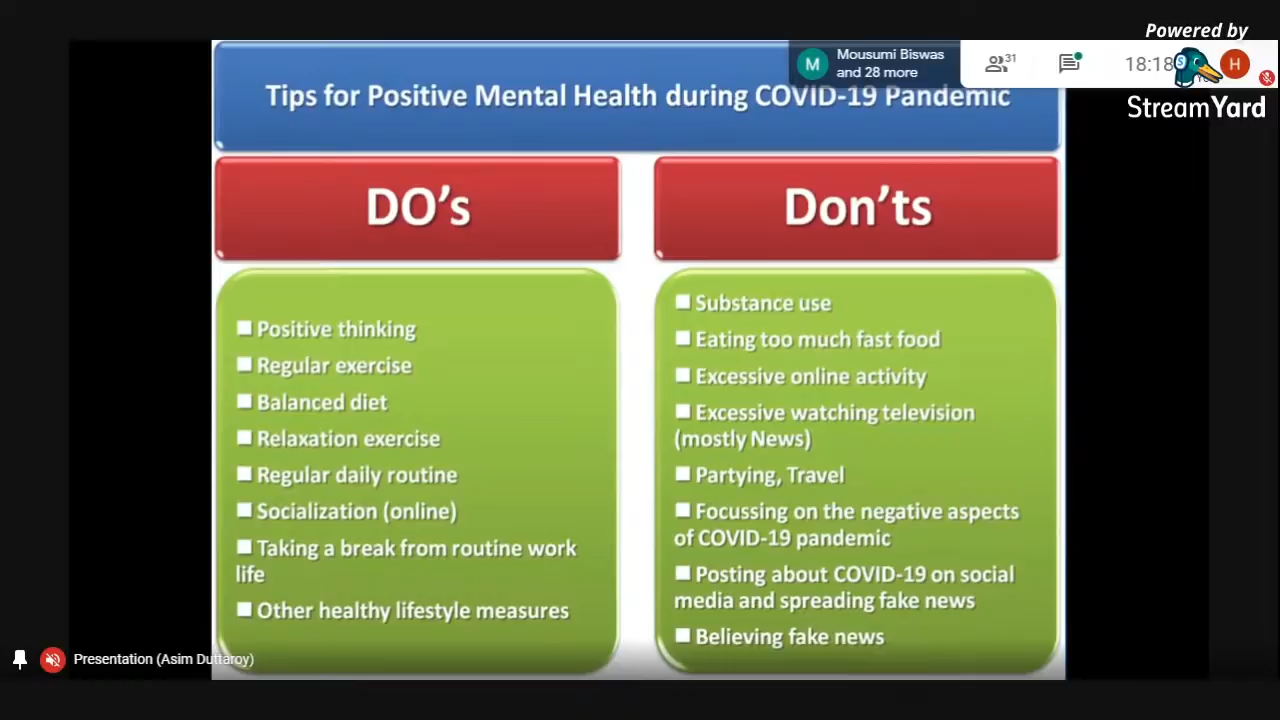 Powered by
StreamYard
Mousumi Biswas
and 28 more
M
31
18:18
H
Tips for Positive Mental Health during COVID-19 Pandemic
DO’s
Positive thinking
Regular exercise
Balanced diet
Relaxation exercise
Regular daily routine
Socialization (online)
Taking a break from routine work
life
Other healthy lifestyle measures
Don’ts
Substance use
Eating too much fast food
Excessive online activity
Excessive watching television
(mostly News)
Partying, Travel
Focussing on the negative aspects
of COVID-19 pandemic
Posting about COVID-19 on social
media and spreading fake news
Believing fake news
Presentation (Asim Duttaroy)